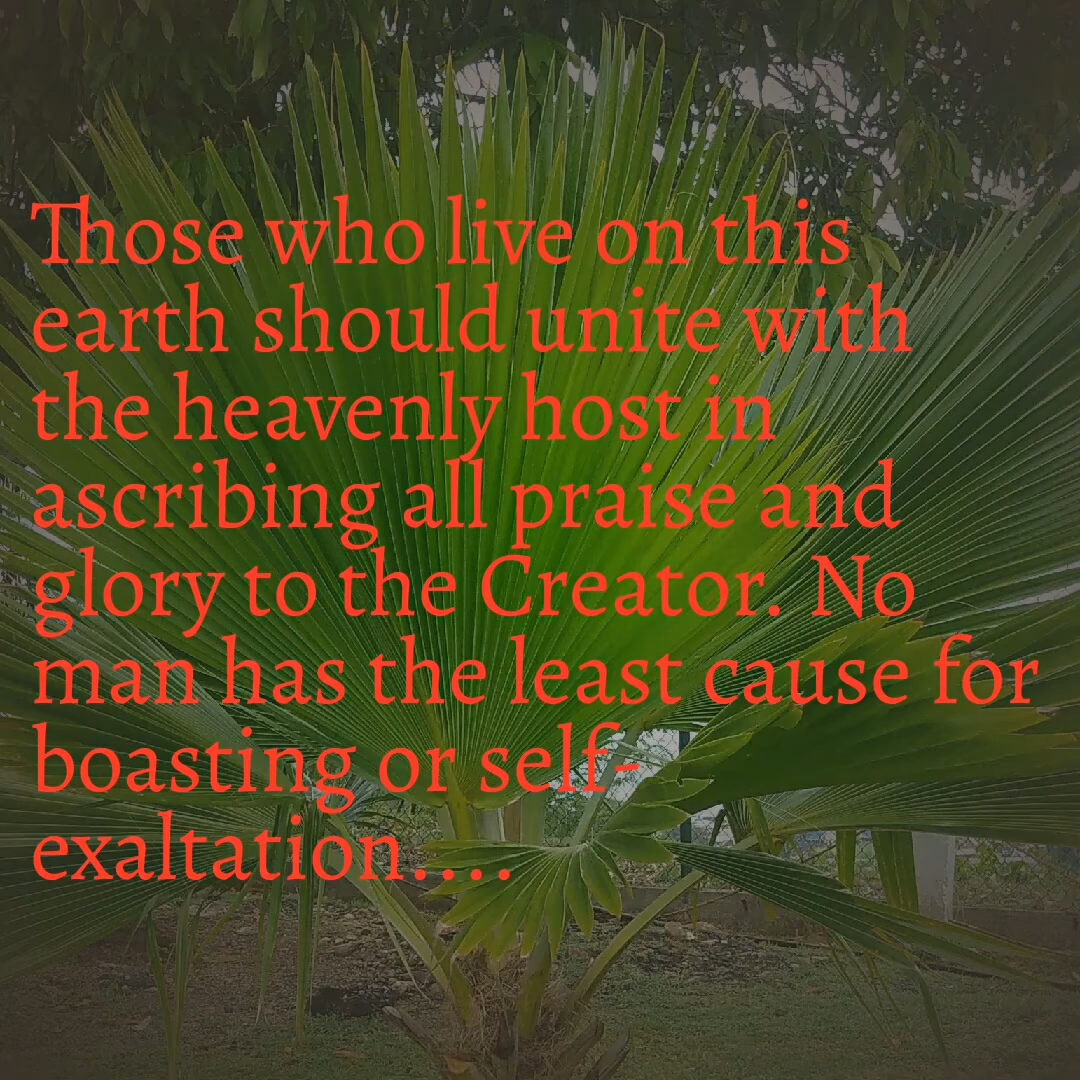 Those who live on this
earth should unite with
the heavenly host in
ascribing all praise and
glory to the Creator. No
man has the least cause for
boasting or self-
exaltation....